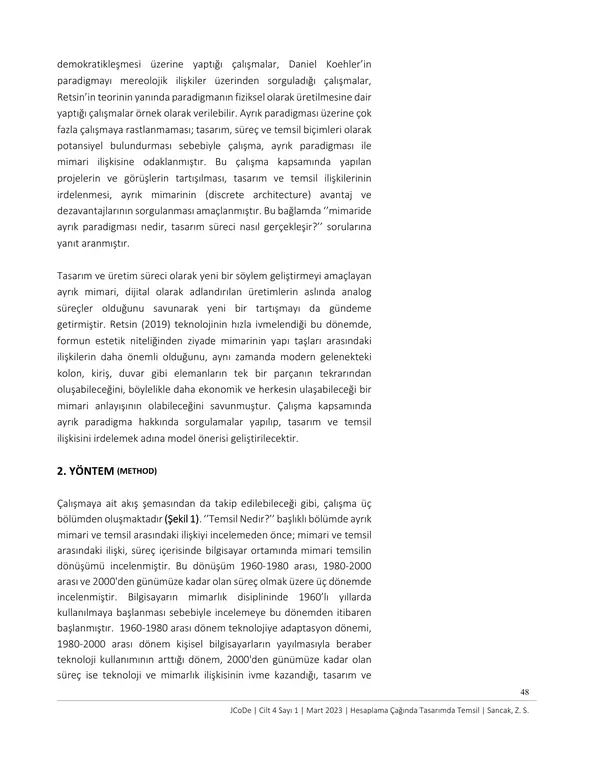 demokratikleşmesi üzerine yaptığı çalışmalar, Daniel Koehler’in
paradigmayı mereolojik ilişkiler üzerinden sorguladığı çalışmalar,
Retsin’in teorinin yanında paradigmanın fiziksel olarak üretilmesine dair
yaptığı çalışmalar örnek olarak verilebilir. Ayrık paradigması üzerine çok
fazla çalışmaya rastlanmaması; tasarım, süreç ve temsil biçimleri olarak
potansiyel bulundurması sebebiyle çalışma, ayrık paradigması ile
mimari ilişkisine odaklanmıştır. Bu çalışma kapsamında yapılan
projelerin ve görüşlerin tartışılması, tasarım ve temsil ilişkilerinin
irdelenmesi, ayrık mimarinin (discrete architecture) avantaj ve
dezavantajlarının sorgulanması amaçlanmıştır. Bu bağlamda ‘‘mimaride
ayrık paradigması nedir, tasarım süreci nasıl gerçekleşir?’’ sorularına
yanıt aranmıştır.
Tasarım ve üretim süreci olarak yeni bir söylem geliştirmeyi amaçlayan
ayrık mimari, dijital olarak adlandırılan üretimlerin aslında analog
süreçler olduğunu savunarak yeni bir tartışmayı da gündeme
getirmiştir. Retsin (2019) teknolojinin hızla ivmelendiği bu dönemde,
formun estetik niteliğinden ziyade mimarinin yapı taşları arasındaki
ilişkilerin daha önemli olduğunu, aynı zamanda modern gelenekteki
kolon, kiriş, duvar gibi elemanların tek bir parçanın tekrarından
oluşabileceğini, böylelikle daha ekonomik ve herkesin ulaşabileceği bir
mimari anlayışının olabileceğini savunmuştur. Çalışma kapsamında
ayrık paradigma hakkında sorgulamalar yapılıp, tasarım ve temsil
ilişkisini irdelemek adına model önerisi geliştirilecektir.
2. YÖNTEM (METHOD)
Çalışmaya ait akış şemasından da takip edilebileceği gibi, çalışma üç
bölümden oluşmaktadır (Şekil 1). ‘‘Temsil Nedir?’’ başlıklı bölümde ayrık
mimari ve temsil arasındaki ilişkiyi incelemeden önce; mimari ve temsil
arasındaki ilişki, süreç içerisinde bilgisayar ortamında mimari temsilin
dönüşümü incelenmiştir. Bu dönüşüm 1960-1980 arası, 1980-2000
arası ve 2000'den günümüze kadar olan süreç olmak üzere üç dönemde
incelenmiştir. Bilgisayarın mimarlık disiplininde 1960’lı yıllarda
kullanılmaya başlanması sebebiyle incelemeye bu dönemden itibaren
başlanmıştır. 1960-1980 arası dönem teknolojiye adaptasyon dönemi,
1980-2000 arası dönem kişisel bilgisayarların yayılmasıyla beraber
teknoloji kullanımının arttığı dönem, 2000'den günümüze kadar olan
süreç ise teknoloji ve mimarlık ilişkisinin ivme kazandığı, tasarım ve
48
JCoDe | Cilt 4 Sayı 1 | Mart 2023 | Hesaplama Çağında Tasarımda Temsil | Sancak, Z. S.